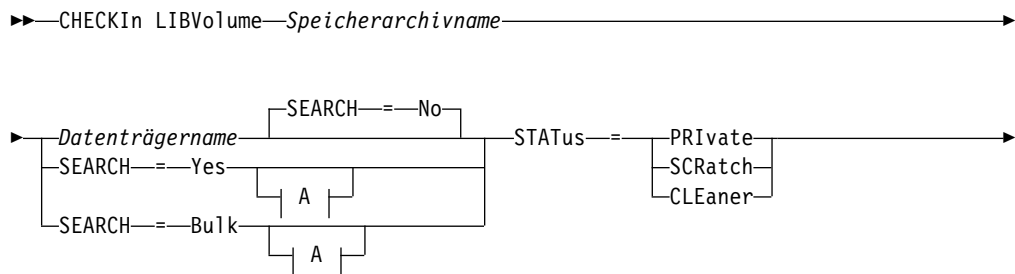 CHECKIn LIBVolume Speicherarchivname
SEARCH = No
Datenträgername STATus = PRIvate
SEARCH = Yes SCRatch
A CLEaner
SEARCH = Bulk
A